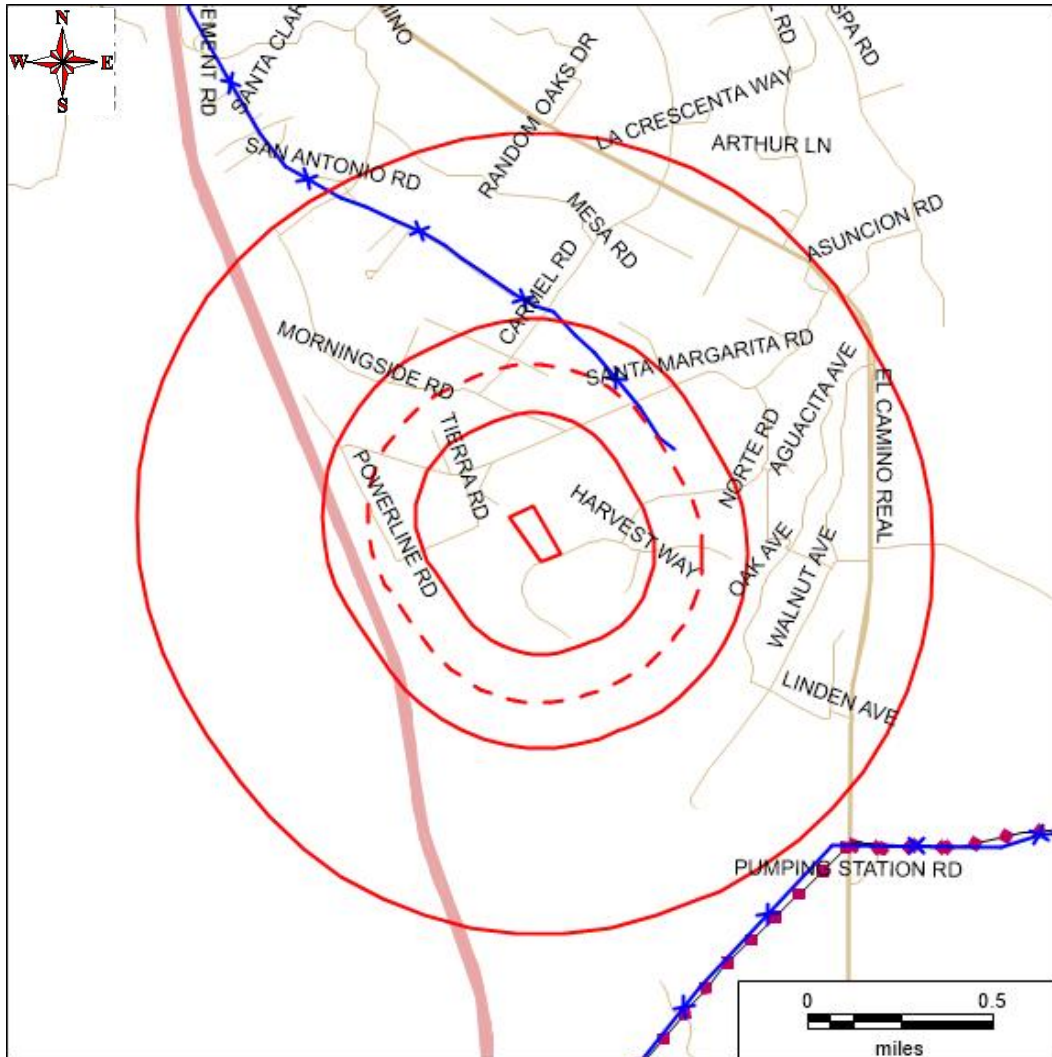 N
W E
S
EMENT RD
SANTA CLAR
MINO
RANDOM OAKS DR
L RD
SPA RD
LA CRESCENTA WAY
ARTHUR LN
SAN ANTONIO RD
MESA RD
ASUNCION RD
CARMEL RD
MORNINGSIDE RD
SANTA MARGARITA RD
AGUACITA AVE
EL CAMINO REAL
TIERRA RD
NORTE RD
POWERLINE RD
HARVEST WAY
OAK AVE
WALNUT AVE
LINDEN AVE
PUMPING STATION RD
0 0.5
miles